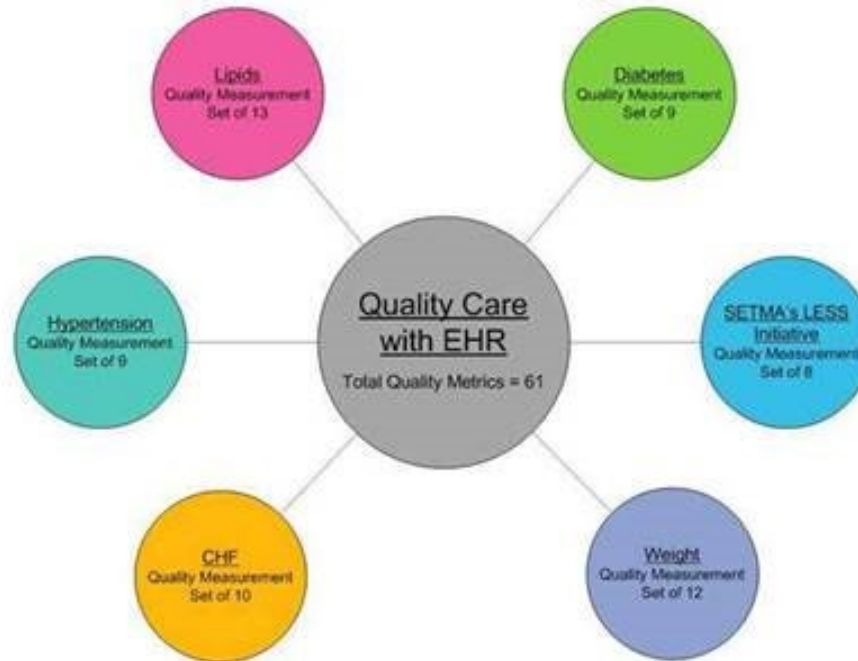 Lipids
Quality Measurement
Set of 13
Diabetes
Quality Measurement
Set of 9
Quality Care
with EHR
Total Quality Metrics = 61
Hypertension
Quality Measurement
Set of 9
SETMA's LESS
Initiative
Quality Measurement
Set of 8
CHF
Quality Measurement
Set of 10
Weight
Quality Measurement
Set of 12